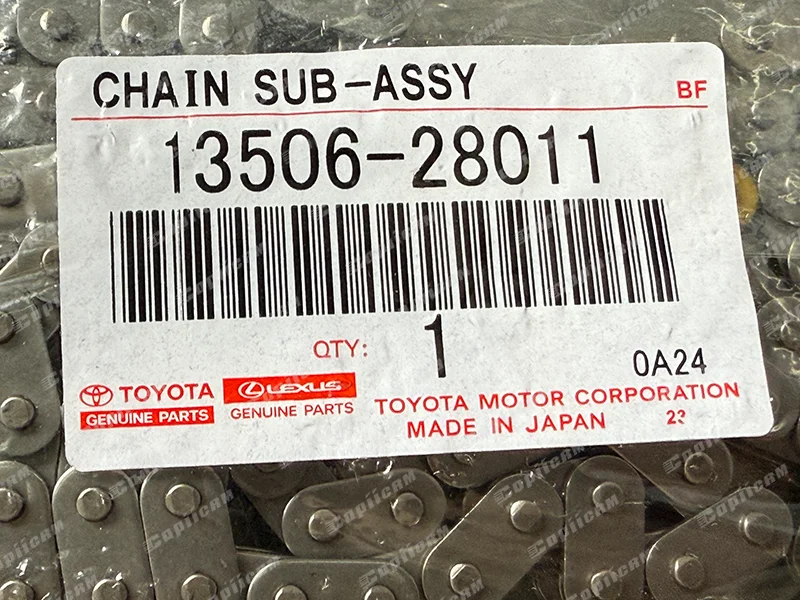 CHAIN SUB-ASSY
BF
13506-28011
QTY: 1
0A24
TOYOTA
GENUINE PARTS
LEXUS
GENUINE PARTS
TOYOTA MOTOR CORPORATION
MADE IN JAPAN 23
Copiicam